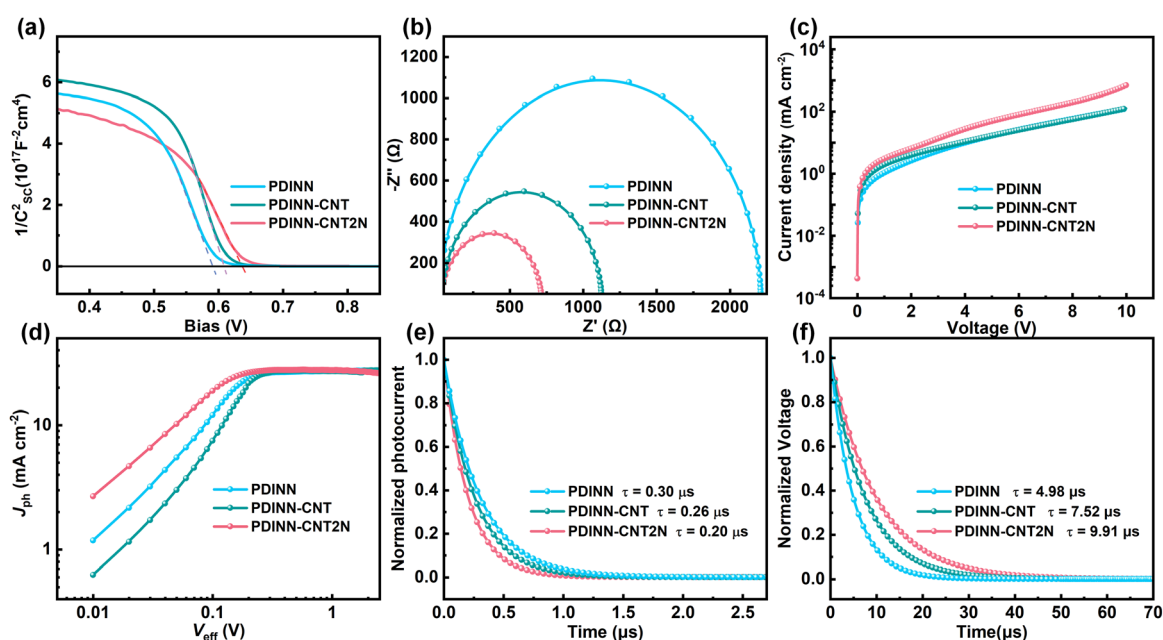 (a)
1/C²SC(10¹⁷F⁻²cm⁴)
6
4
2
0
0.4 0.5 0.6 0.7 0.8
Bias (V)
PDINN
PDINN-CNT
PDINN-CNT2N
(b)
-Z'' (Ω)
1200
1000
800
600
400
200
500 1000 1500 2000
Z' (Ω)
PDINN
PDINN-CNT
PDINN-CNT2N
(c)
Current density (mA cm⁻²)
10⁴
10²
10⁰
10⁻²
10⁻⁴
0 2 4 6 8 10
Voltage (V)
PDINN
PDINN-CNT
PDINN-CNT2N
(d)
Jph (mA cm⁻²)
10
1
0.01 0.1 1
Veff (V)
PDINN
PDINN-CNT
PDINN-CNT2N
(e)
Normalized photocurrent
1.0
0.8
0.6
0.4
0.2
0.0
0.0 0.5 1.0 1.5 2.0 2.5
Time (µs)
PDINN τ = 0.30 µs
PDINN-CNT τ = 0.26 µs
PDINN-CNT2N τ = 0.20 µs
(f)
Normalized Voltage
1.0
0.8
0.6
0.4
0.2
0.0
0 10 20 30 40 50 60 70
Time(µs)
PDINN τ = 4.98 µs
PDINN-CNT τ = 7.52 µs
PDINN-CNT2N τ = 9.91 µs